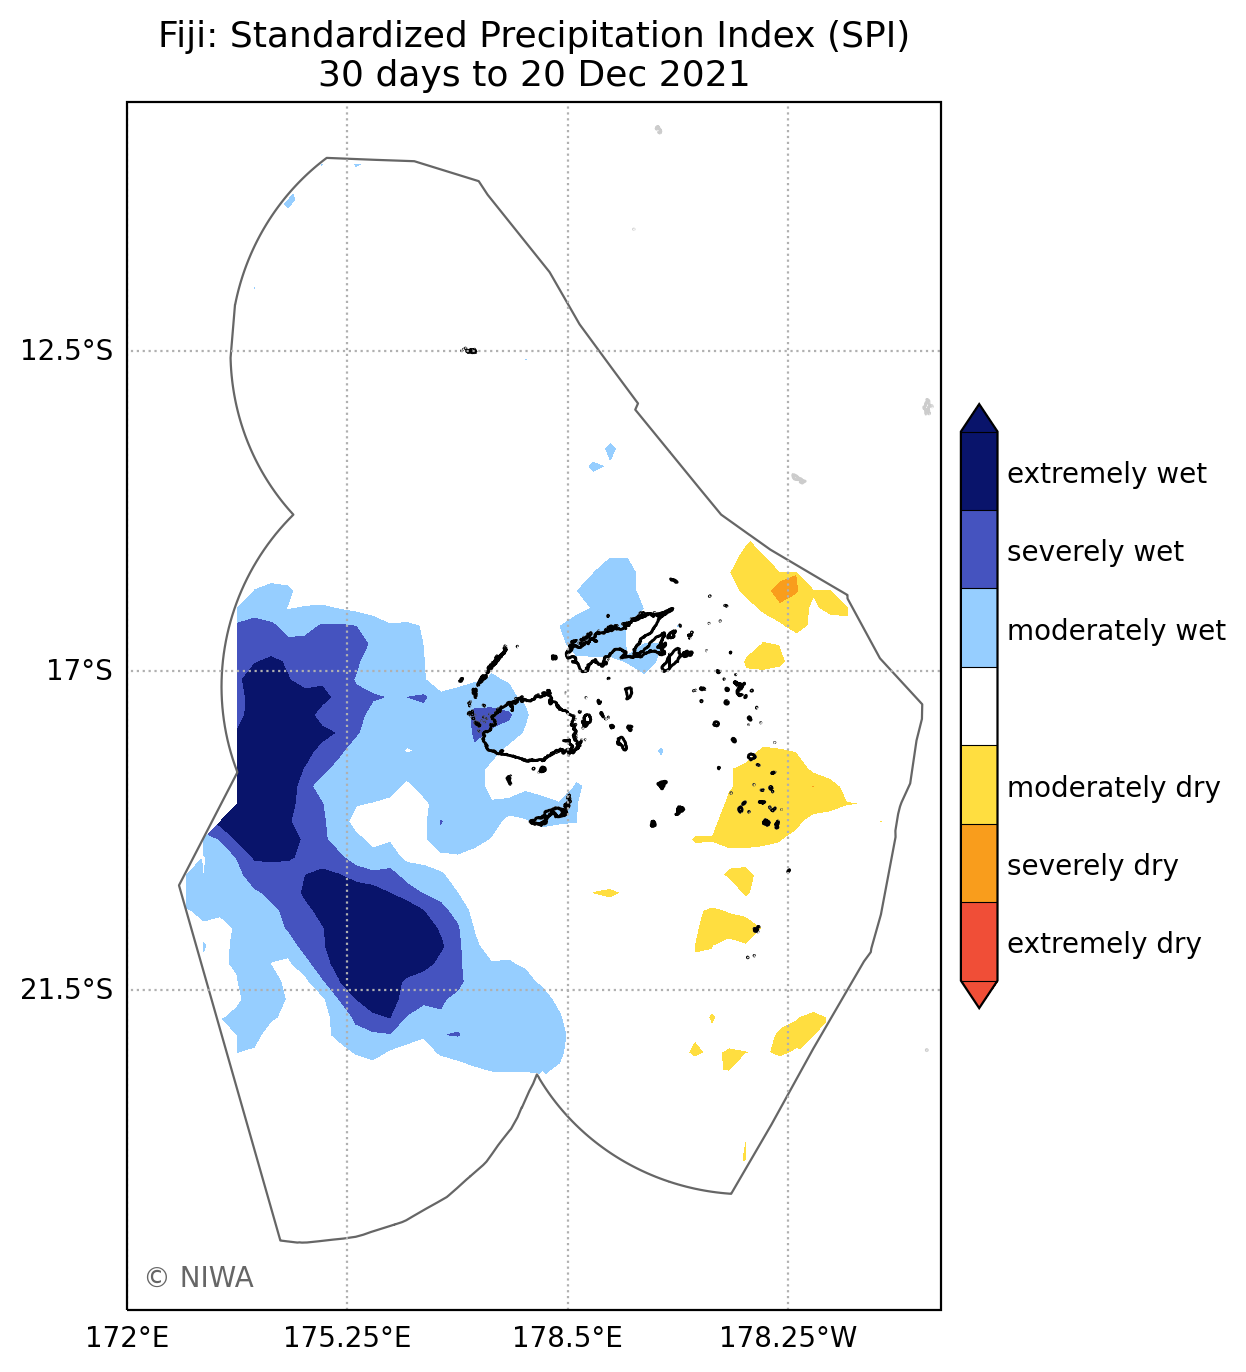 Fiji: Standardized Precipitation Index (SPI)
30 days to 20 Dec 2021
12.5°S
17°S
21.5°S
172°E
175.25°E
178.5°E
178.25°W
extremely wet
severely wet
moderately wet
moderately dry
severely dry
extremely dry
© NIWA